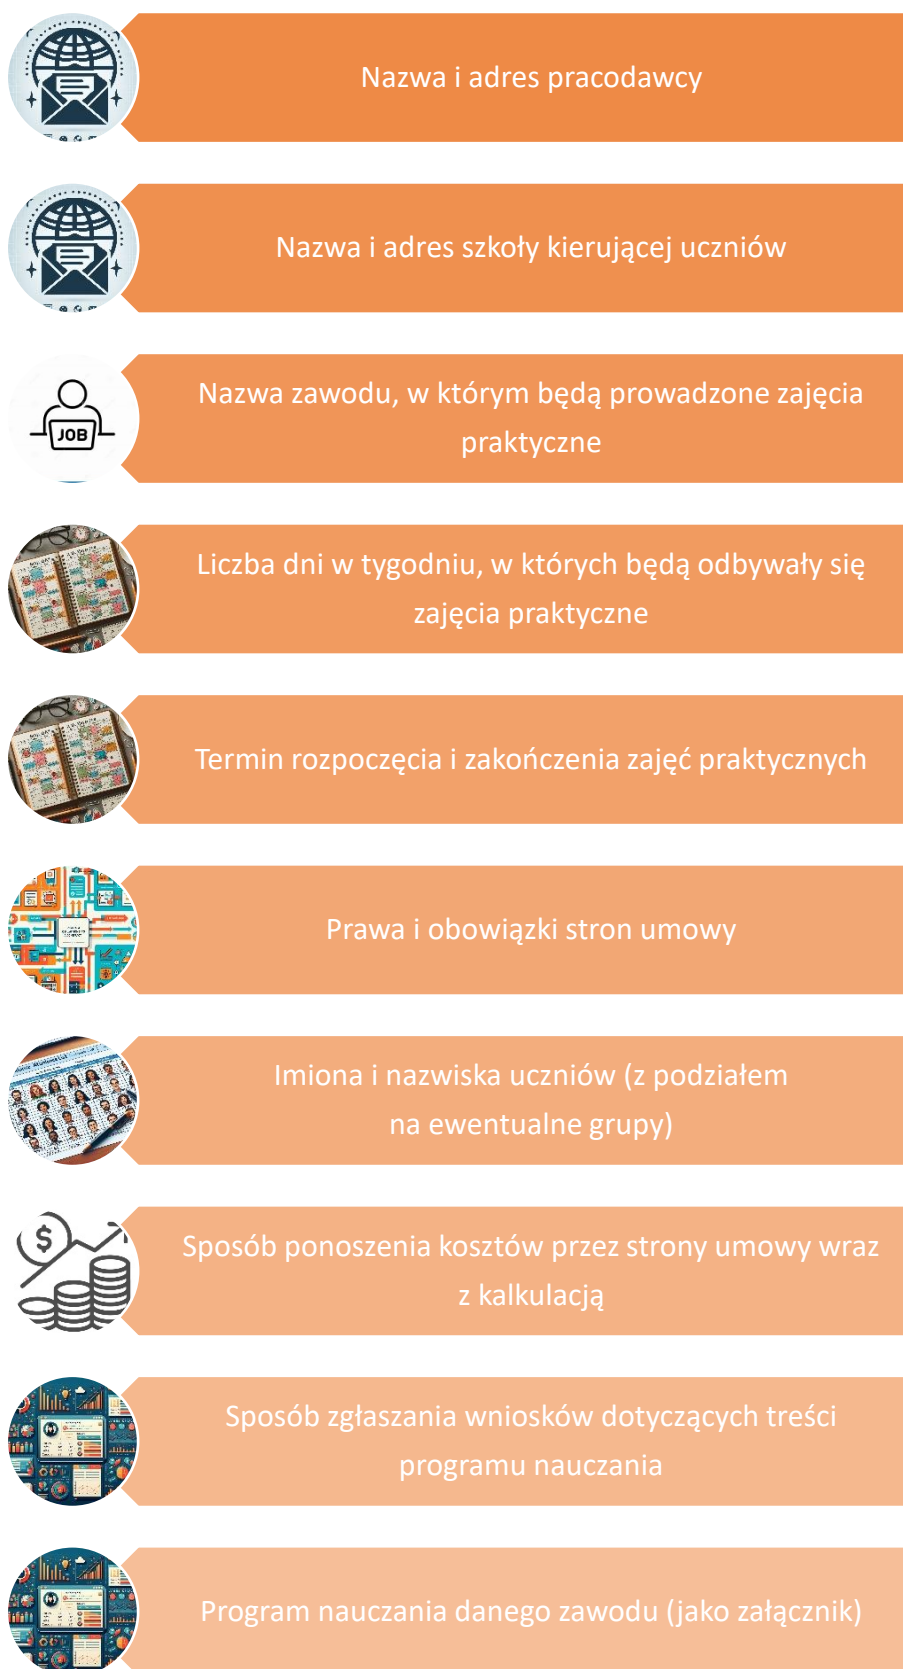 Nazwa i adres pracodawcy
Nazwa i adres szkoły kierującej uczniów
Nazwa zawodu, w którym będą prowadzone zajęcia
praktyczne
JOB
Liczba dni w tygodniu, w których będą odbywały się
zajęcia praktyczne
Termin rozpoczęcia i zakończenia zajęć praktycznych
Prawa i obowiązki stron umowy
Imiona i nazwiska uczniów (z podziałem
na ewentualne grupy)
$
Sposób ponoszenia kosztów przez strony umowy wraz
z kalkulacją
Sposób zgłaszania wniosków dotyczących treści
programu nauczania
Program nauczania danego zawodu (jako załącznik)